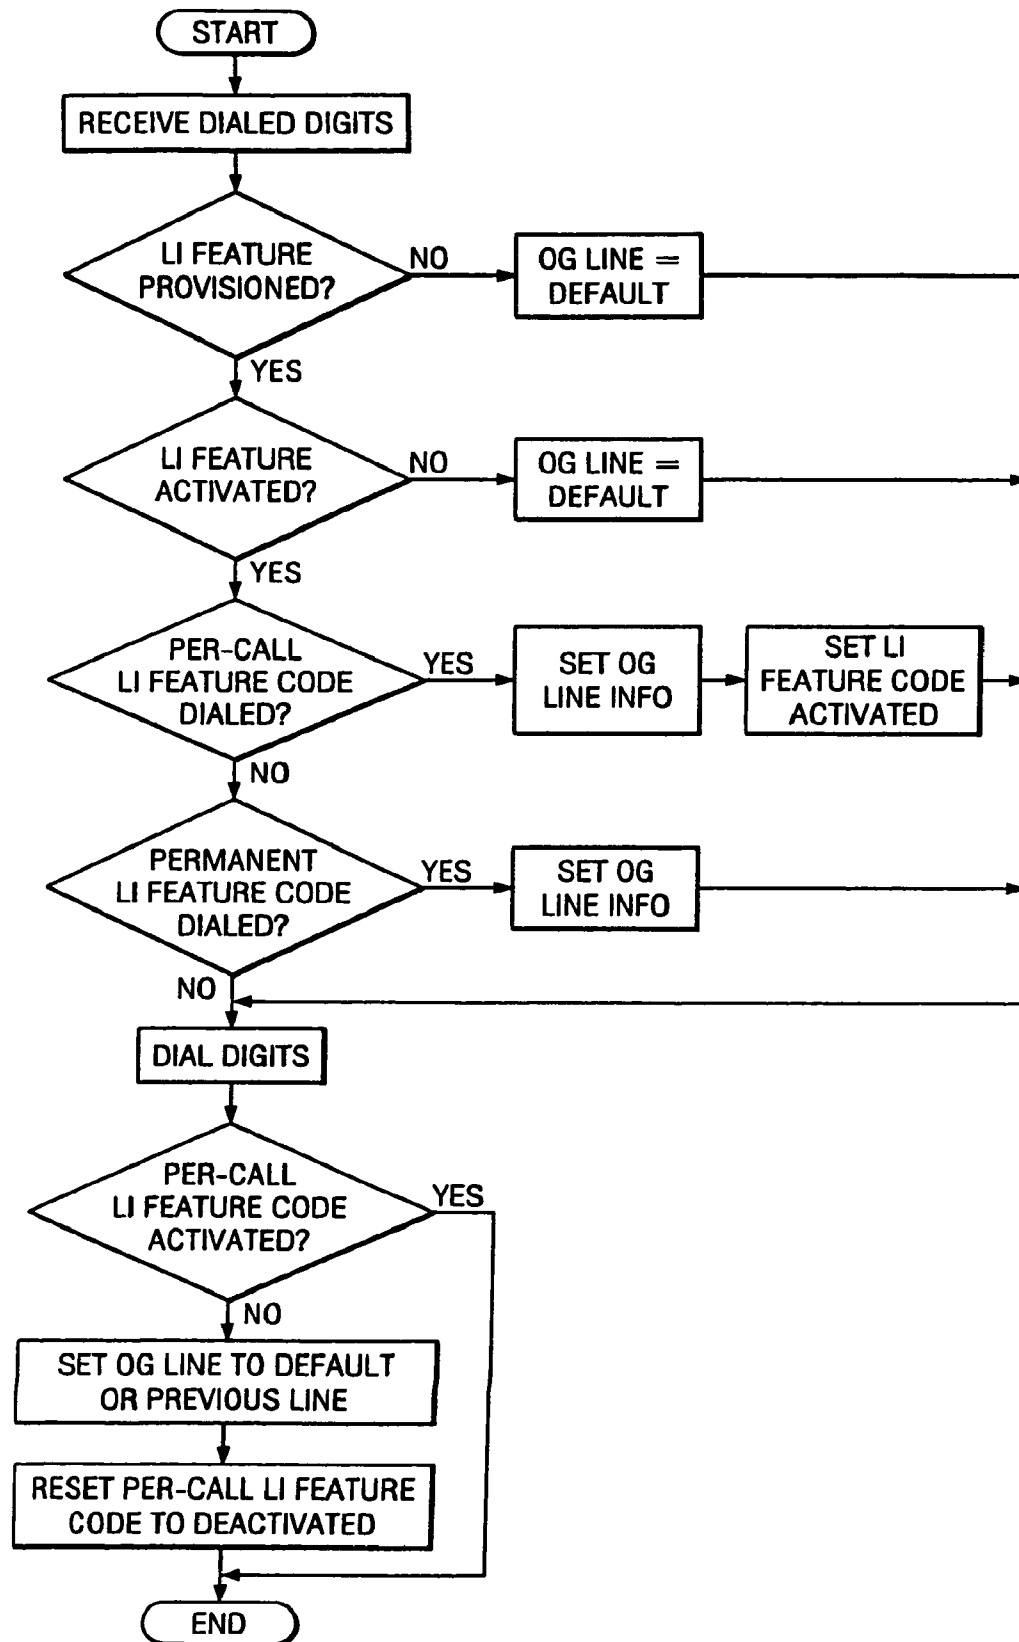 START
RECEIVE DIALED DIGITS
LI FEATURE
PROVISIONED?
NO
OG LINE =
DEFAULT
YES
LI FEATURE
ACTIVATED?
NO
OG LINE =
DEFAULT
YES
PER-CALL
LI FEATURE CODE
DIALED?
YES
SET OG
LINE INFO
SET LI
FEATURE CODE
ACTIVATED
NO
PERMANENT
LI FEATURE CODE
DIALED?
YES
SET OG
LINE INFO
NO
DIAL DIGITS
PER-CALL
LI FEATURE CODE
ACTIVATED?
YES
NO
SET OG LINE TO DEFAULT
OR PREVIOUS LINE
RESET PER-CALL LI FEATURE
CODE TO DEACTIVATED
END